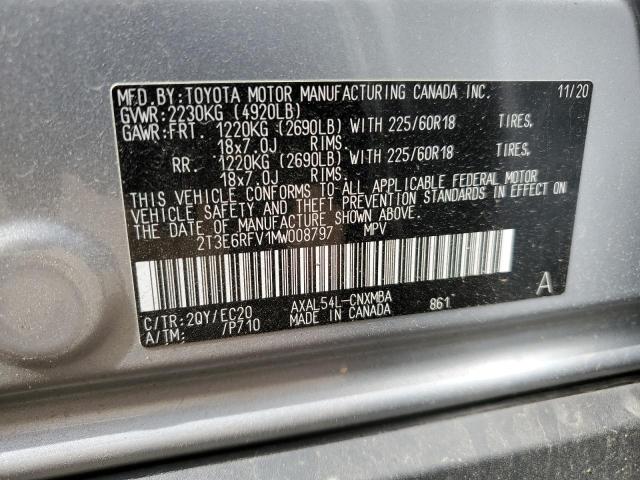 MFD.BY:TOYOTA MOTOR MANUFACTURING CANADA INC. 11/20
GVWR:2230KG (4920LB)
GAWR:FRT. 1220KG (2690LB) WITH 225/60R18 TIRES,
18x7.0J RIMS.
RR. 1220KG (2690LB) WITH 225/60R18 TIRES,
18x7.0J RIMS.
THIS VEHICLE CONFORMS TO ALL APPLICABLE FEDERAL MOTOR
VEHICLE SAFETY AND THEFT PREVENTION STANDARDS IN EFFECT ON
THE DATE OF MANUFACTURE SHOWN ABOVE.
2T3E6RFV1MW008797 MPV
C/TR:2QY/EC20 AXAL54L-CNXMBA 861 A
A/TM: /P710 MADE IN CANADA